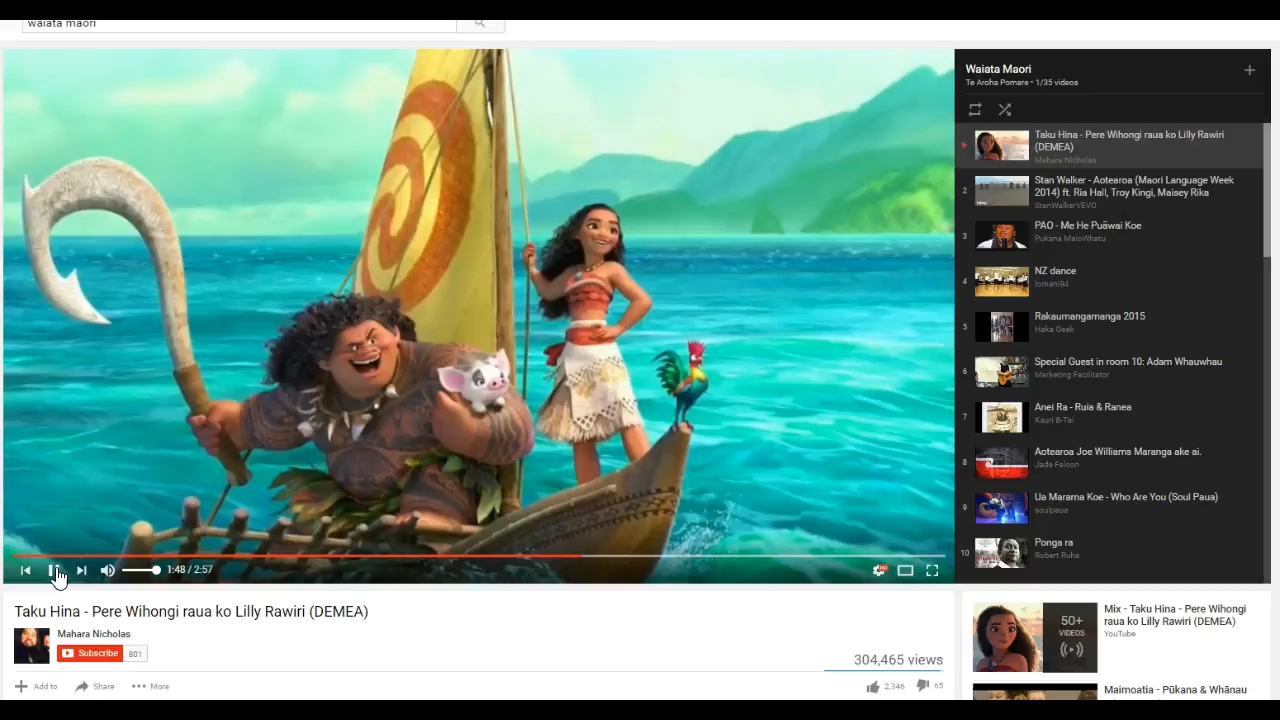 waiata maori
Waiata Maori
Te Aroha Pomare • 1/35 videos
Taku Hina - Pere Wihongi raua ko Lilly Rawiri
(DEMEA)
Mahara Nicholas
2
Stan Walker - Aotearoa (Maori Language Week
2014) ft. Ria Hall, Troy Kingi, Maisey Rika
StanWalkerVEVO
3
PAO - Me He Puāwai Koe
Pukana MaioWhatu
4
NZ dance
lomani94
5
Rakaumangamanga 2015
Haka Geek
6
Special Guest in room 10: Adam Whauwhau
Marketing Facilitator
7
Anei Ra - Ruia & Ranea
Kauri B-Tai
8
Aotearoa Joe Williams Maranga ake ai.
Jade Falcon
9
Ua Marama Koe - Who Are You (Soul Paua)
soulpaua
10
Ponga ra
Robert Ruha
1:48 / 2:57
HD
Taku Hina - Pere Wihongi raua ko Lilly Rawiri (DEMEA)
Mahara Nicholas
Subscribe 801
304,465 views
Add to Share More
2,346 65
50+
VIDEOS
Mix - Taku Hina - Pere Wihongi
raua ko Lilly Rawiri (DEMEA)
YouTube
Maimoatia - Pūkana & Whānau